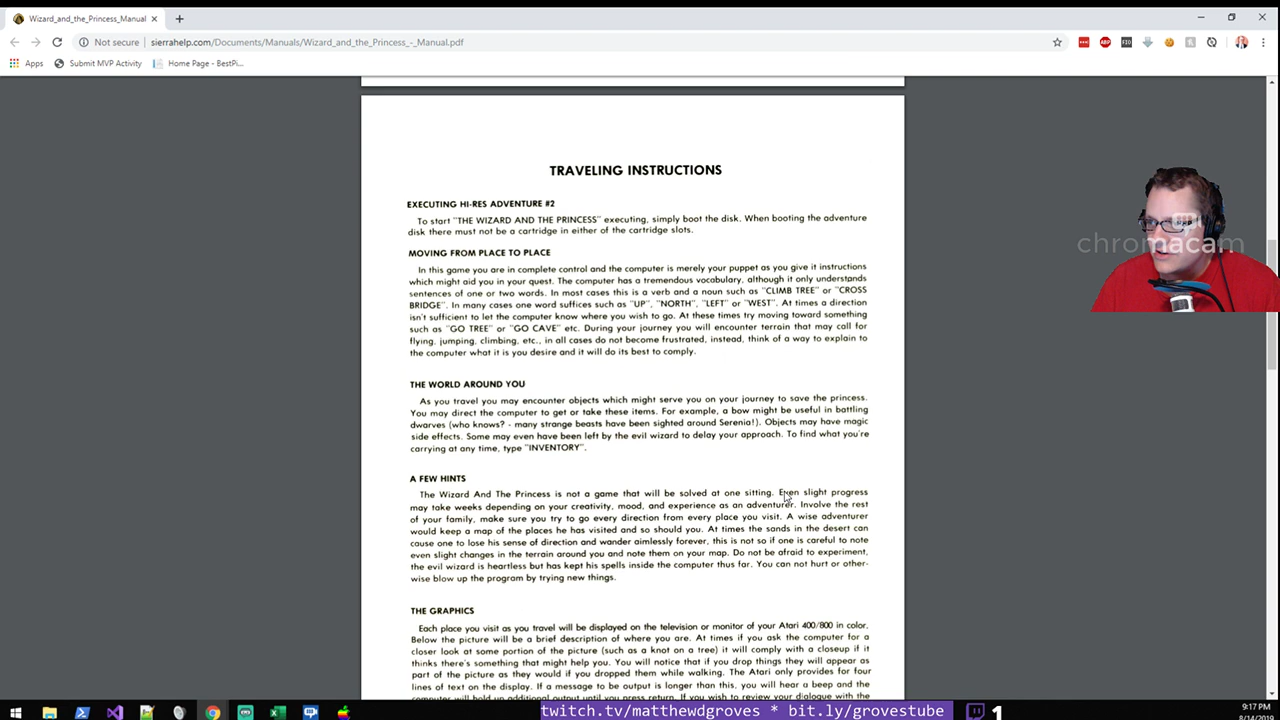 Wizard_and_the_Princess_Manual
Not secure
sierrahelp.com/Documents/Manuals/Wizard_and_the_Princess_-_Manual.pdf
Apps
Submit MVP Activity
Home Page - BestPi...
TRAVELING INSTRUCTIONS
EXECUTING HI-RES ADVENTURE #2
To start "THE WIZARD AND THE PRINCESS" executing, simply boot the disk. When booting the adventure
disk there must not be a cartridge in either of the cartridge slots.
MOVING FROM PLACE TO PLACE
In this game you are in complete control and the computer is merely your puppet as you give it instructions
which might aid you in your quest. The computer has a tremendous vocabulary, although it only understands
sentences of one or two words. In most cases this is a verb and a noun such as "CLIMB TREE" or "CROSS
BRIDGE". In many cases one word suffices such as "UP", "NORTH", "LEFT" or "WEST". At times a direction
isn't sufficient to let the computer know where you wish to go. At these times try moving toward something
such as "GO TREE" or "GO CAVE" etc. During your journey you will encounter terrain that may call for
flying, jumping, climbing, etc., in all cases do not become frustrated, instead, think of a way to explain to
the computer what it is you desire and it will do its best to comply.
THE WORLD AROUND YOU
As you travel you may encounter objects which might serve you on your journey to save the princess.
You may direct the computer to get or take these items. For example, a bow might be useful in battling
dwarves (who knows? - many strange beasts have been sighted around Serenia!). Objects may have magic
side effects. Some may even have been left by the evil wizard to delay your approach. To find what you're
carrying at any time, type "INVENTORY".
A FEW HINTS
The Wizard And The Princess is not a game that will be solved at one sitting. Even slight progress
may take weeks depending on your creativity, mood, and experience as an adventurer. Involve the rest
of your family, make sure you try to go every direction from every place you visit. A wise adventurer
would keep a map of the places he has visited and so should you. At times the sands in the desert can
cause one to lose his sense of direction and wander aimlessly forever, this is not so if one is careful to note
even slight changes in the terrain around you and note them on your map. Do not be afraid to experiment,
the evil wizard is heartless but has kept his spells inside the computer thus far. You can not hurt or other-
wise blow up the program by trying new things.
THE GRAPHICS
Each place you visit as you travel will be displayed on the television or monitor of your Atari 400/800 in color.
Below the picture will be a brief description of where you are. At times if you ask the computer for a
closer look at some portion of the picture (such as a knot on a tree) it will comply with a closeup if it
thinks there's something that might help you. You will notice that if you drop things they will appear as
part of the picture as they would if you dropped them while walking. The Atari only provides for four
lines of text on the display. If a message to be output is longer than this, you will hear a beep and the
computer will hold up additional output until you press return. If you wish to review your dialogue with the
chromacam
twitch.tv/matthewdgroves * bit.ly/grovestube
1
9:17 PM